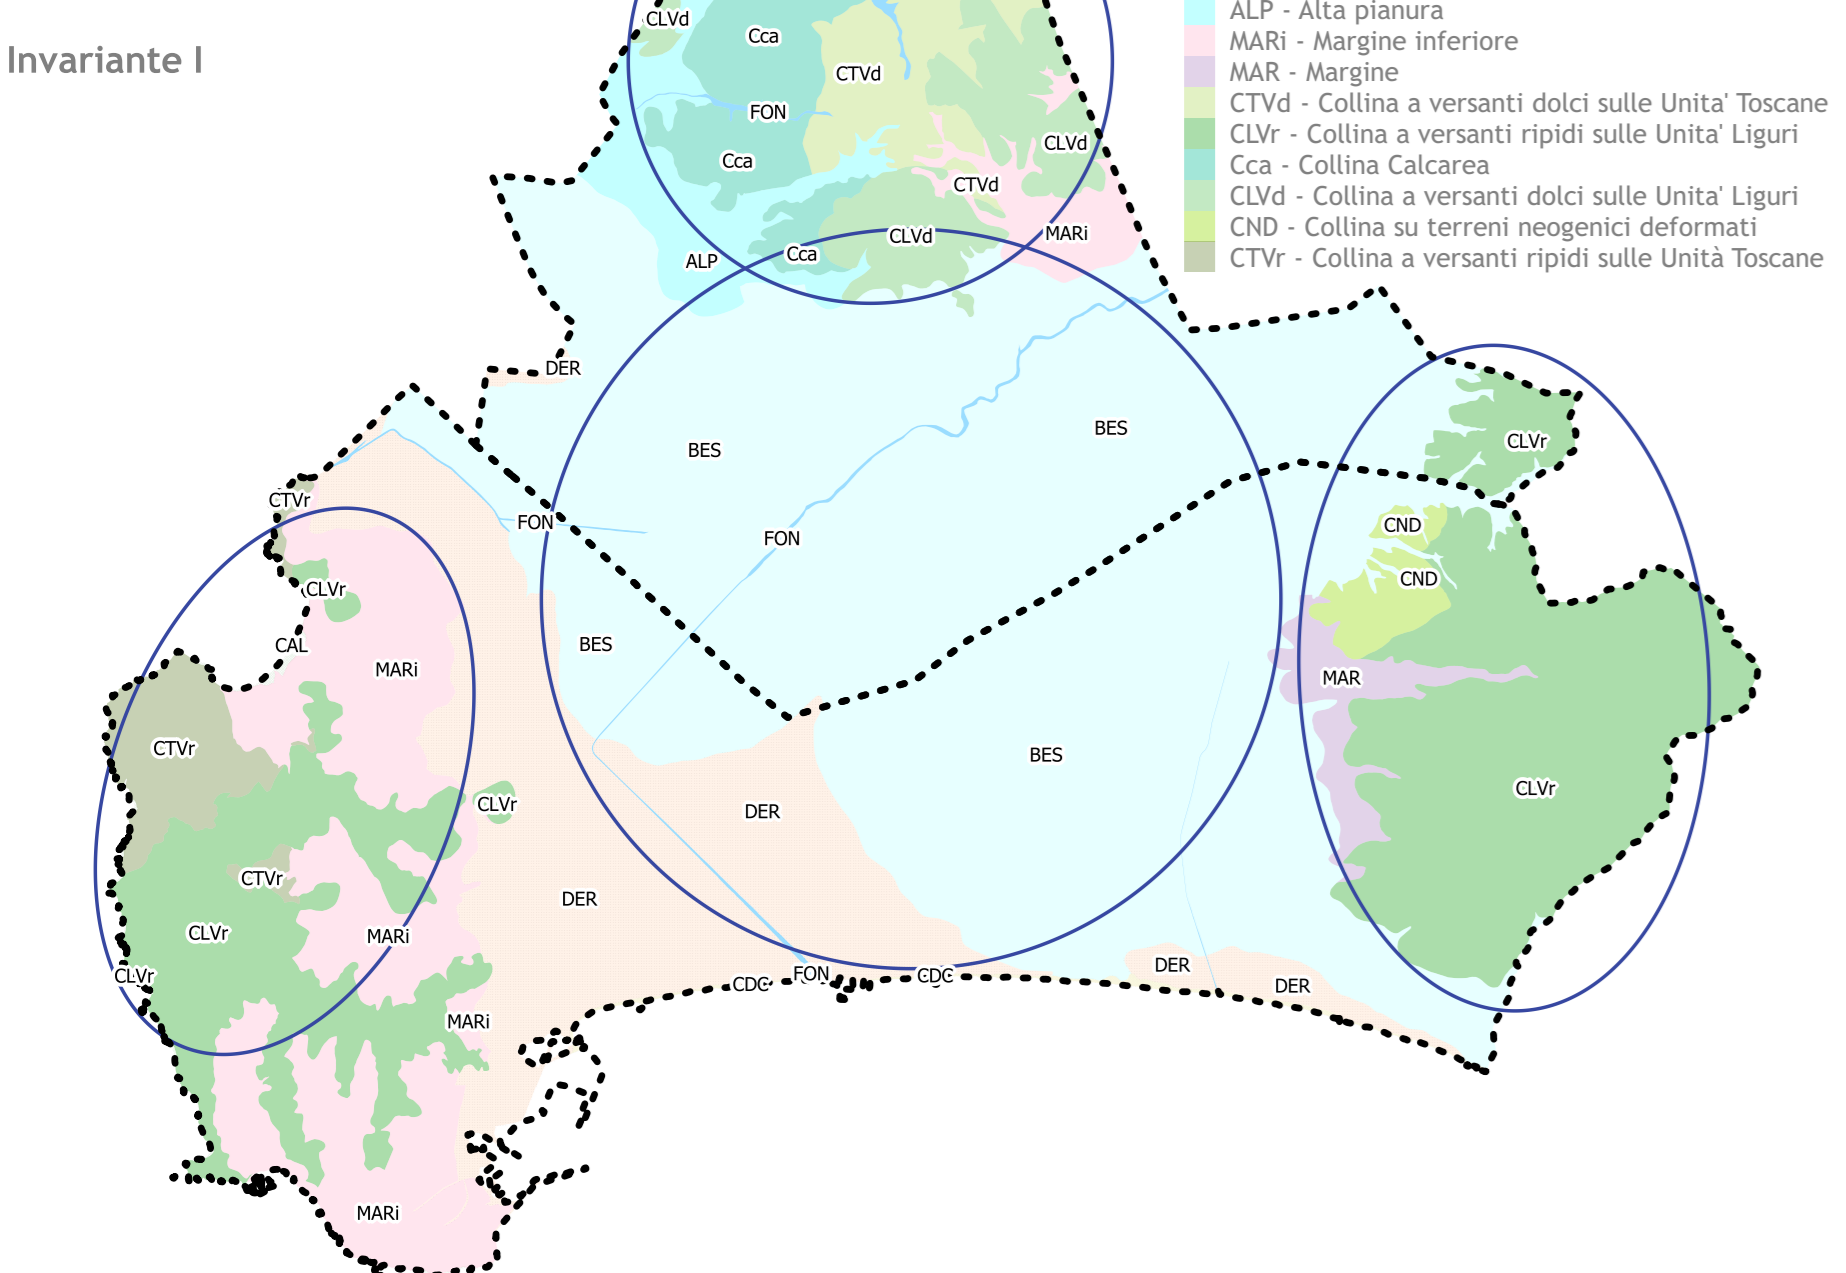 Invariante I
ALP - Alta pianura
MARi - Margine inferiore
MAR - Margine
CTVd - Collina a versanti dolci sulle Unita' Toscane
CLVr - Collina a versanti ripidi sulle Unita' Liguri
Cca - Collina Calcarea
CLVd - Collina a versanti dolci sulle Unita' Liguri
CND - Collina su terreni neogenici deformati
CTVr - Collina a versanti ripidi sulle Unità Toscane
CLVd
Cca
CTVd
FON
CLVd
Cca
CTVd
MARi
CLVd
Cca
ALP
DER
BES
BES
CLVr
CTVr
FON
FON
CND
CND
CLVr
CAL
BES
MARi
MAR
CTVr
BES
CLVr
CLVr
DER
CTVr
DER
CLVr
MARi
CLVr
FON
CDC
CDC
DER
DER
MARi
MARi